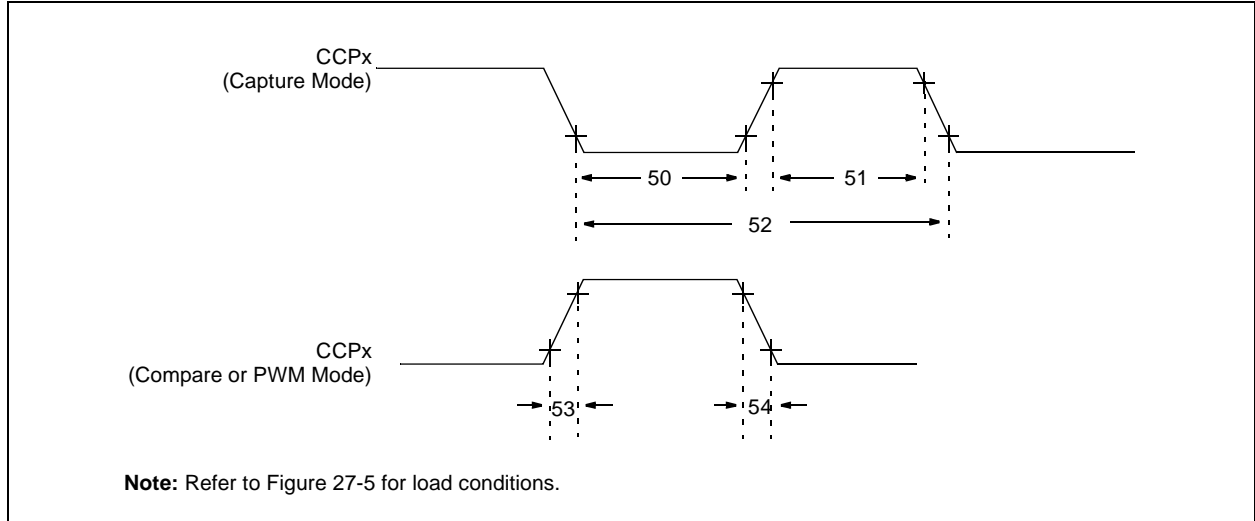 CCPx
(Capture Mode)
50
51
52
CCPx
(Compare or PWM Mode)
53
54
Note: Refer to Figure 27-5 for load conditions.